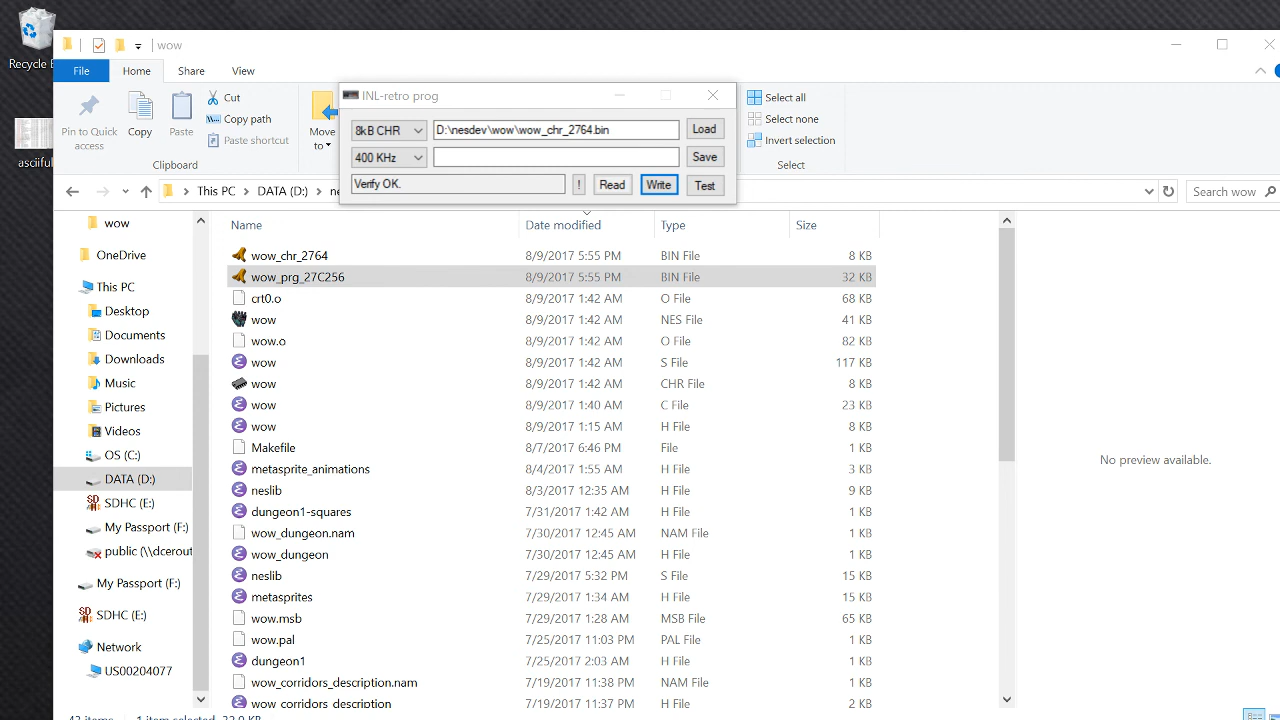 Recycle B
asciiful
wow
File
Home
Share
View
Pin to Quick access
Copy
Paste
Cut
Copy path
Paste shortcut
Clipboard
Move to
INL-retro prog
8kB CHR
D:\nesdev\wow\wow_chr_2764.bin
Load
400 KHz
Save
Verify OK.
!
Read
Write
Test
Select all
Select none
Invert selection
Select
This PC
DATA (D:)
ne
Search wow
wow
OneDrive
This PC
Desktop
Documents
Downloads
Music
Pictures
Videos
OS (C:)
DATA (D:)
SDHC (E:)
My Passport (F:)
public (\\dcerout
My Passport (F:)
SDHC (E:)
Network
US00204077
Name Date modified Type Size
wow_chr_2764 8/9/2017 5:55 PM BIN File 8 KB
wow_prg_27C256 8/9/2017 5:55 PM BIN File 32 KB
crt0.o 8/9/2017 1:42 AM O File 68 KB
wow 8/9/2017 1:42 AM NES File 41 KB
wow.o 8/9/2017 1:42 AM O File 82 KB
wow 8/9/2017 1:42 AM S File 117 KB
wow 8/9/2017 1:42 AM CHR File 8 KB
wow 8/9/2017 1:40 AM C File 23 KB
wow 8/9/2017 1:15 AM H File 8 KB
Makefile 8/7/2017 6:46 PM File 1 KB
metasprite_animations 8/4/2017 1:55 AM H File 3 KB
neslib 8/3/2017 12:35 AM H File 9 KB
dungeon1-squares 7/31/2017 1:42 AM H File 1 KB
wow_dungeon.nam 7/30/2017 12:45 AM NAM File 1 KB
wow_dungeon 7/30/2017 12:45 AM H File 1 KB
neslib 7/29/2017 5:32 PM S File 15 KB
metasprites 7/29/2017 1:34 AM H File 15 KB
wow.msb 7/29/2017 1:28 AM MSB File 65 KB
wow.pal 7/25/2017 11:03 PM PAL File 1 KB
dungeon1 7/25/2017 2:03 AM H File 1 KB
wow_corridors_description.nam 7/19/2017 11:38 PM NAM File 1 KB
wow_corridors_description 7/19/2017 11:37 PM H File 2 KB
No preview available.
43 items 1 item selected 32.0 KB